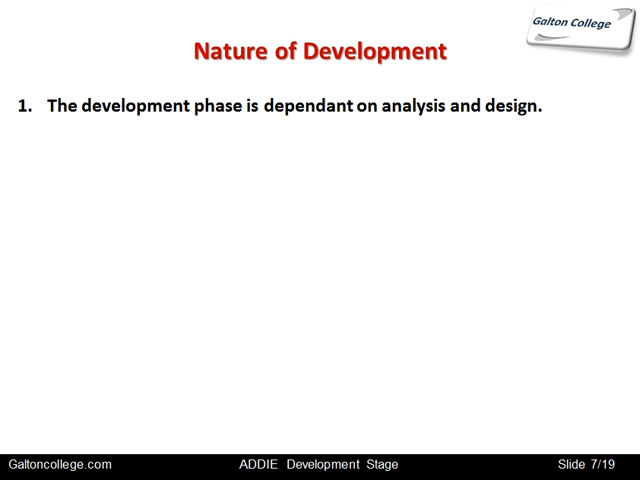 Galton College
Nature of Development
1. The development phase is dependant on analysis and design.
Galtoncollege.com ADDIE Development Stage Slide 7/19